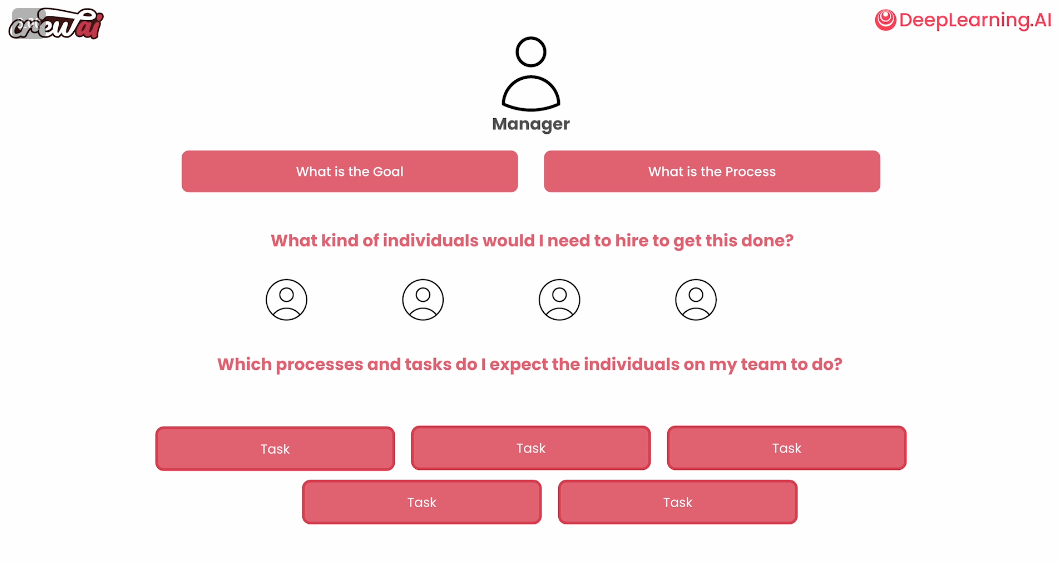 crewai
DeepLearning.AI
Manager
What is the Goal
What is the Process
What kind of individuals would I need to hire to get this done?
Which processes and tasks do I expect the individuals on my team to do?
Task
Task
Task
Task
Task